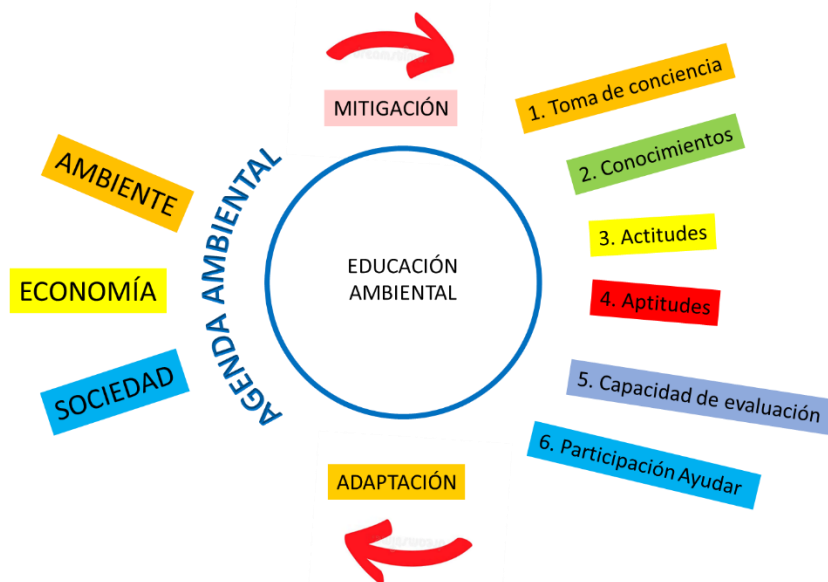 MITIGACIÓN
1. Toma de conciencia
2. Conocimientos
3. Actitudes
4. Aptitudes
5. Capacidad de evaluación
6. Participación Ayudar
AMBIENTE
ECONOMÍA
SOCIEDAD
AGENDA AMBIENTAL
EDUCACIÓN
AMBIENTAL
ADAPTACIÓN